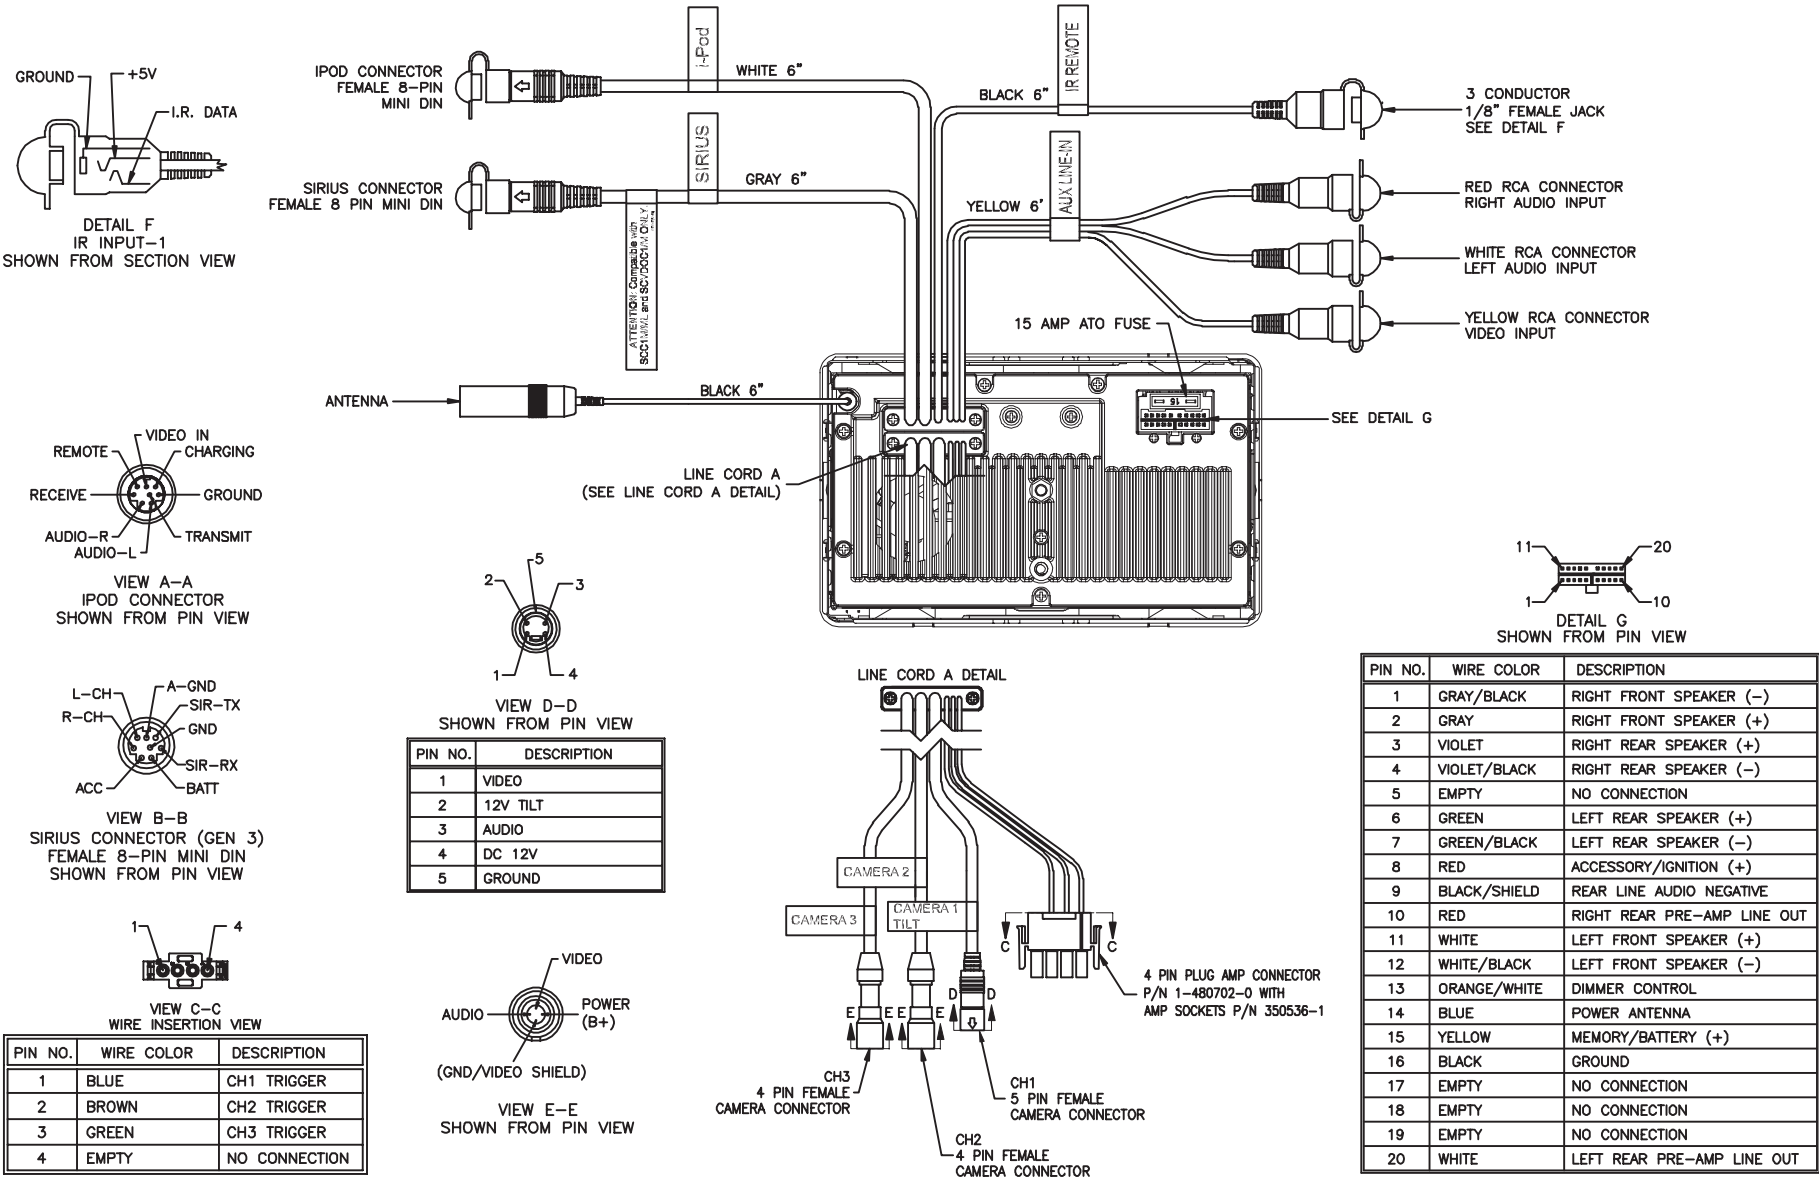 GROUND
+5V
I.R. DATA
DETAIL F
IR INPUT-1
SHOWN FROM SECTION VIEW
IPOD CONNECTOR
FEMALE 8-PIN
MINI DIN
i-Pod
WHITE 6"
SIRIUS CONNECTOR
FEMALE 8 PIN MINI DIN
SIRIUS
GRAY 6"
ATTENTION: Compatible with
ANTENNA
BLACK 6"
BLACK 6"
IR REMOTE
3 CONDUCTOR
1/8" FEMALE JACK
SEE DETAIL F
YELLOW 6'
AUX LINE-IN
RED RCA CONNECTOR
RIGHT AUDIO INPUT
WHITE RCA CONNECTOR
LEFT AUDIO INPUT
YELLOW RCA CONNECTOR
VIDEO INPUT
15 AMP ATO FUSE
15
SEE DETAIL G
LINE CORD A
(SEE LINE CORD A DETAIL)
VIDEO IN
REMOTE
CHARGING
RECEIVE
GROUND
AUDIO-R
TRANSMIT
AUDIO-L
VIEW A-A
IPOD CONNECTOR
SHOWN FROM PIN VIEW
L-CH
A-GND
SIR-TX
R-CH
GND
SIR-RX
ACC
BATT
VIEW B-B
SIRIUS CONNECTOR (GEN 3)
FEMALE 8-PIN MINI DIN
SHOWN FROM PIN VIEW
1
4
VIEW C-C
WIRE INSERTION VIEW
PIN NO. WIRE COLOR DESCRIPTION
1 BLUE CH1 TRIGGER
2 BROWN CH2 TRIGGER
3 GREEN CH3 TRIGGER
4 EMPTY NO CONNECTION
5
2
3
1
4
VIEW D-D
SHOWN FROM PIN VIEW
PIN NO. DESCRIPTION
1 VIDEO
2 12V TILT
3 AUDIO
4 DC 12V
5 GROUND
VIDEO
AUDIO
POWER
(B+)
(GND/VIDEO SHIELD)
VIEW E-E
SHOWN FROM PIN VIEW
LINE CORD A DETAIL
CAMERA 2
CAMERA 3
CAMERA 1
TILT
C
C
D
D
E
E
E
E
4 PIN PLUG AMP CONNECTOR
P/N 1-480702-0 WITH
AMP SOCKETS P/N 350536-1
CH3
4 PIN FEMALE
CAMERA CONNECTOR
CH1
5 PIN FEMALE
CAMERA CONNECTOR
CH2
4 PIN FEMALE
CAMERA CONNECTOR
11
20
1
10
DETAIL G
SHOWN FROM PIN VIEW
PIN NO. WIRE COLOR DESCRIPTION
1 GRAY/BLACK RIGHT FRONT SPEAKER (-)
2 GRAY RIGHT FRONT SPEAKER (+)
3 VIOLET RIGHT REAR SPEAKER (+)
4 VIOLET/BLACK RIGHT REAR SPEAKER (-)
5 EMPTY NO CONNECTION
6 GREEN LEFT REAR SPEAKER (+)
7 GREEN/BLACK LEFT REAR SPEAKER (-)
8 RED ACCESSORY/IGNITION (+)
9 BLACK/SHIELD REAR LINE AUDIO NEGATIVE
10 RED RIGHT REAR PRE-AMP LINE OUT
11 WHITE LEFT FRONT SPEAKER (+)
12 WHITE/BLACK LEFT FRONT SPEAKER (-)
13 ORANGE/WHITE DIMMER CONTROL
14 BLUE POWER ANTENNA
15 YELLOW MEMORY/BATTERY (+)
16 BLACK GROUND
17 EMPTY NO CONNECTION
18 EMPTY NO CONNECTION
19 EMPTY NO CONNECTION
20 WHITE LEFT REAR PRE-AMP LINE OUT